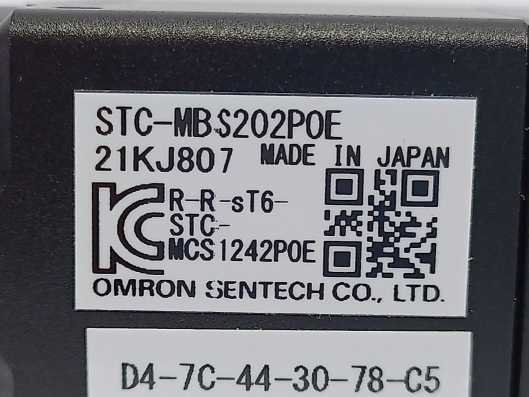 STC-MBS202POE
21KJ807 MADE IN JAPAN
R-R-sT6-
STC-
MCS1242POE
OMRON SENTECH CO., LTD.
D4-7C-44-30-78-C5